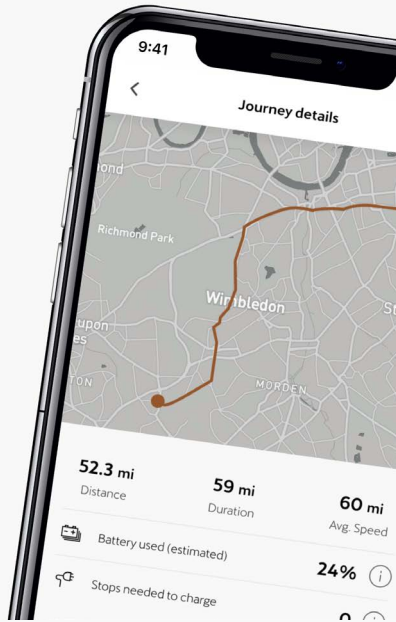 9:41
Journey details
ond
Richmond Park
Wimbledon
St
upon
es
TON
MORDEN
52.3 mi
Distance
59 mi
Duration
60 mi
Avg. Speed
Battery used (estimated)
24%
Stops needed to charge